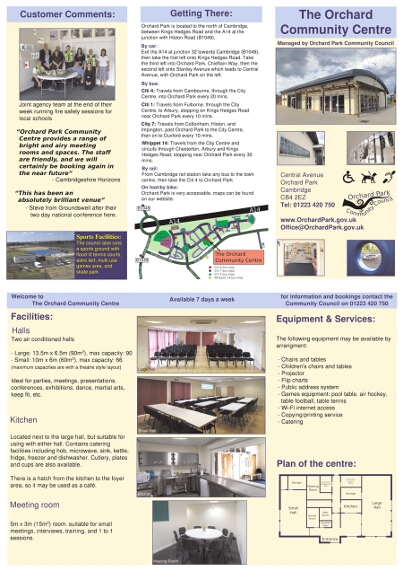 Customer Comments:
Joint agency team at the end of their
week running fire safety sessions for
local schools
"Orchard Park Community
Centre provides a range of
bright and airy meeting
rooms and spaces. The staff
are friendly, and we will
certainly be booking again in
the near future"
- Cambridgeshire Horizons
"This has been an
absolutely brilliant venue"
- Steve from Groundswell after their
two day national conference here.
Sports Facilities:
The council also runs
a sports ground with
flood-lit tennis courts,
astro turf, multi use
games area, and
skate park
Getting There:
Orchard Park is located to the north of Cambridge,
between Kings Hedges Road and the A14 at the
junction with Histon Road (B1049).
By car:
Exit the A14 at junction 32 towards Cambridge (B1049),
then take the first left onto Kings Hedges Road. Take
the third left into Orchard Park, Chieftain Way, then the
second left onto Stanley Avenue which leads to Central
Avenue, with Orchard Park on the left.
By bus:
Citi 4: Travels from Cambourne, through the City
Centre, into Orchard Park every 20 mins.
Citi 1: Travels from Fulbourne, through the City
Centre, to Arbury, stopping on Kings Hedges Road
near Orchard Park every 10 mins.
City 7: Travels from Cottenham, Histon, and
Impington, past Orchard Park to the City Centre,
then on to Duxford every 10 mins.
Whippet 14: Travels from the City Centre and
circuits through Chesterton, Arbury and Kings
Hedges Road, stopping near Orchard Park every 30
mins.
By rail:
From Cambridge rail station take any bus to the town
centre, then take the Citi 4 to Orchard Park.
On foot/by bike:
Orchard Park is very accessible, maps can be found
on our website.
A14
A14
The Orchard
Community Centre
The Orchard
Community Centre
Managed by Orchard Park Community Council
Central Avenue
Orchard Park
Cambridge
CB4 2EZ
Tel: 01223 420 750
www.OrchardPark.gov.uk
Office@OrchardPark.gov.uk
Orchard Park
Community Council
Welcome to
The Orchard Community Centre
Available 7 days a week
for information and bookings contact the
Community Council on 01223 420 750
Facilities:
Halls
Two air conditioned halls
- Large: 13.5m x 6.5m (90m²), max capacity: 90
- Small: 10m x 6m (60m²), max capacity: 66
(maximum capacities are with a theatre style layout)
Ideal for parties, meetings, presentations,
conferences, exhibitions, dance, martial arts,
keep fit, etc.
Kitchen
Located next to the large hall, but suitable for
using with either hall. Contains catering
facilities including hob, microwave, sink, kettle,
fridge, freezer and dishwasher. Cutlery, plates
and cups are also available.
There is a hatch from the kitchen to the foyer
area, so it may be used as a café.
Meeting room
5m x 3m (15m²) room. suitable for small
meetings, interviews, training, and 1 to 1
sessions.
Large Hall
Small Hall
Kitchen
Meeting Room
Equipment & Services:
The following equipment may be available by
arrangment:
- Chairs and tables
- Children's chairs and tables
- Projector
- Flip charts
- Public address system
- Games equipment: pool table, air hockey,
table football, table tennis
- Wi-Fi internet access
- Copying/printing service
- Catering
Plan of the centre:
Small
Hall
Meeting
Room
Kitchen
Large
Hall
Entrance